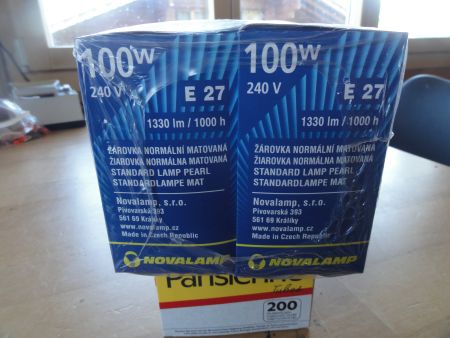 100W
240 V
E 27
1330 lm / 1000 h
ŽÁROVKA NORMÁLNÍ MATOVANÁ
ŽIAROVKA NORMÁLNA MATOVANÁ
STANDARD LAMP PEARL
STANDARDLAMPE MAT
Novalamp, s.r.o.
Pivovarská 393
561 69 Králíky
www.novalamp.cz
Made in Czech Republic
NOVALAMP
100W
240 V
E 27
1330 lm / 1000 h
ŽÁROVKA NORMÁLNÍ MATOVANÁ
ŽIAROVKA NORMÁLNA MATOVANÁ
STANDARD LAMP PEARL
STANDARDLAMPE MAT
Novalamp, s.r.o.
Pivovarská 393
561 69 Králíky
www.novalamp.cz
Made in Czech Republic
NOVALAMP
Parisienne
200